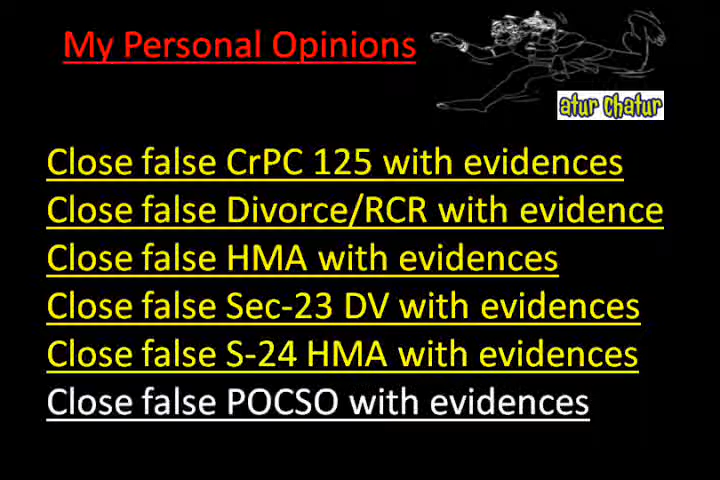 My Personal Opinions
atur Chatur
Close false CrPC 125 with evidences
Close false Divorce/RCR with evidence
Close false HMA with evidences
Close false Sec-23 DV with evidences
Close false S-24 HMA with evidences
Close false POCSO with evidences